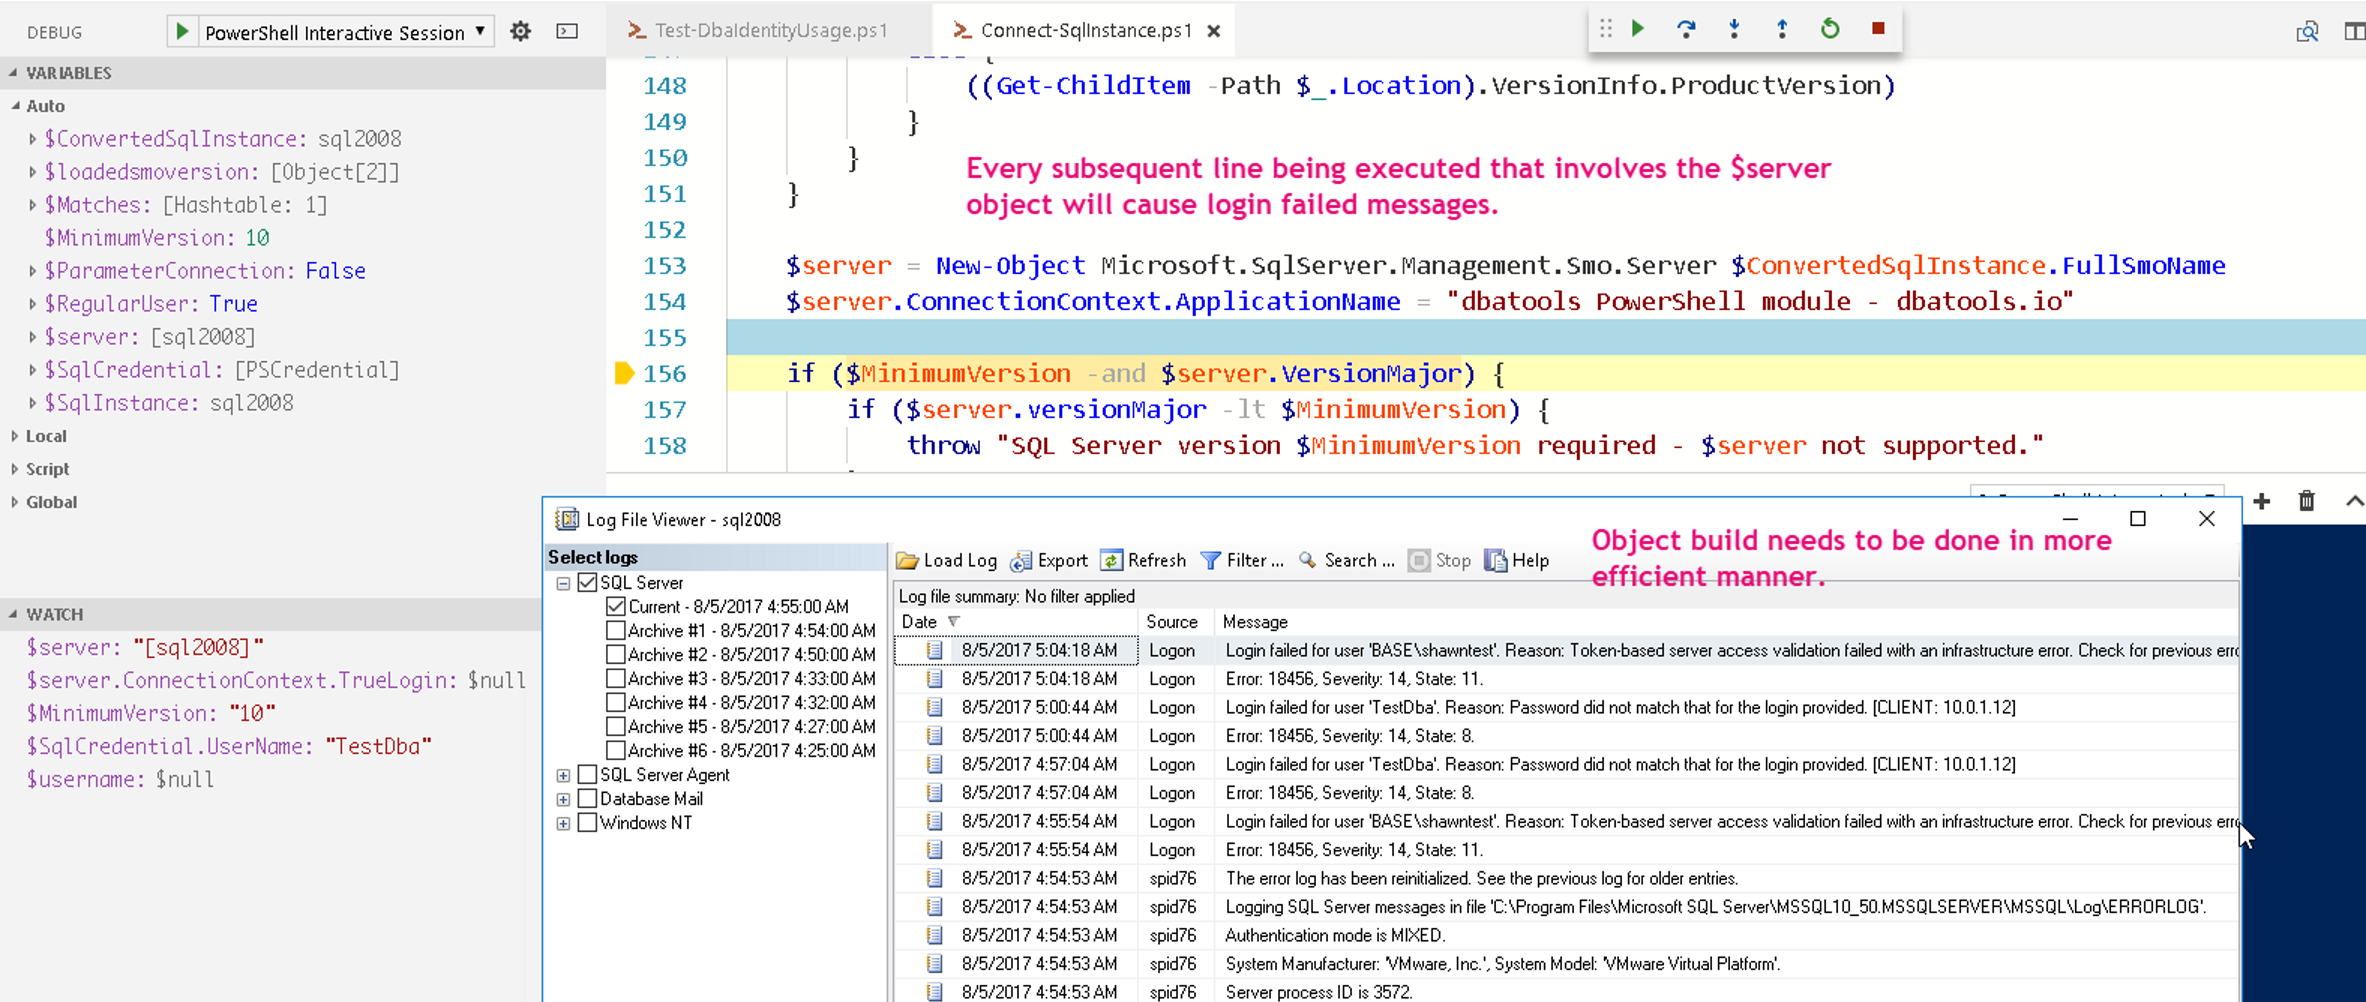 DEBUG
PowerShell Interactive Session
Test-DbaIdentityUsage.ps1
Connect-SqlInstance.ps1
VARIABLES
Auto
$ConvertedSqlInstance: sql2008
$loadedsmoversion: [Object[2]]
$Matches: [Hashtable: 1]
$MinimumVersion: 10
$ParameterConnection: False
$RegularUser: True
$server: [sql2008]
$SqlCredential: [PSCredential]
$SqlInstance: sql2008
Local
Script
Global
WATCH
$server: "[sql2008]"
$server.ConnectionContext.TrueLogin: $null
$MinimumVersion: "10"
$SqlCredential.UserName: "TestDba"
$username: $null
148 ((Get-ChildItem -Path $_.Location).VersionInfo.ProductVersion)
149 }
150 }
151 }
152
153 $server = New-Object Microsoft.SqlServer.Management.Smo.Server $ConvertedSqlInstance.FullSmoName
154 $server.ConnectionContext.ApplicationName = "dbatools PowerShell module - dbatools.io"
155
156 if ($MinimumVersion -and $server.VersionMajor) {
157 if ($server.versionMajor -lt $MinimumVersion) {
158 throw "SQL Server version $MinimumVersion required - $server not supported."
Every subsequent line being executed that involves the $server
object will cause login failed messages.
Log File Viewer - sql2008
Object build needs to be done in more
efficient manner.
Select logs
SQL Server
Current - 8/5/2017 4:55:00 AM
Archive #1 - 8/5/2017 4:54:00 AM
Archive #2 - 8/5/2017 4:50:00 AM
Archive #3 - 8/5/2017 4:33:00 AM
Archive #4 - 8/5/2017 4:32:00 AM
Archive #5 - 8/5/2017 4:27:00 AM
Archive #6 - 8/5/2017 4:25:00 AM
SQL Server Agent
Database Mail
Windows NT
Load Log Export Refresh Filter ... Search ... Stop Help
Log file summary: No filter applied
Date Source Message
8/5/2017 5:04:18 AM Logon Login failed for user 'BASE\shawntest'. Reason: Token-based server access validation failed with an infrastructure error. Check for previous
8/5/2017 5:04:18 AM Logon Error: 18456, Severity: 14, State: 11.
8/5/2017 5:00:44 AM Logon Login failed for user 'TestDba'. Reason: Password did not match that for the login provided. [CLIENT: 10.0.1.12]
8/5/2017 5:00:44 AM Logon Error: 18456, Severity: 14, State: 8.
8/5/2017 4:57:04 AM Logon Login failed for user 'TestDba'. Reason: Password did not match that for the login provided. [CLIENT: 10.0.1.12]
8/5/2017 4:57:04 AM Logon Error: 18456, Severity: 14, State: 8.
8/5/2017 4:55:54 AM Logon Login failed for user 'BASE\shawntest'. Reason: Token-based server access validation failed with an infrastructure error. Check for previous
8/5/2017 4:55:54 AM Logon Error: 18456, Severity: 14, State: 11.
8/5/2017 4:54:53 AM spid76 The error log has been reinitialized. See the previous log for older entries.
8/5/2017 4:54:53 AM spid76 Logging SQL Server messages in file 'C:\Program Files\Microsoft SQL Server\MSSQL10_50.MSSQLSERVER\MSSQL\Log\ERRORLOG'.
8/5/2017 4:54:53 AM spid76 Authentication mode is MIXED.
8/5/2017 4:54:53 AM spid76 System Manufacturer: 'VMware, Inc.', System Model: 'VMware Virtual Platform'.
8/5/2017 4:54:53 AM spid76 Server process ID is 3572.